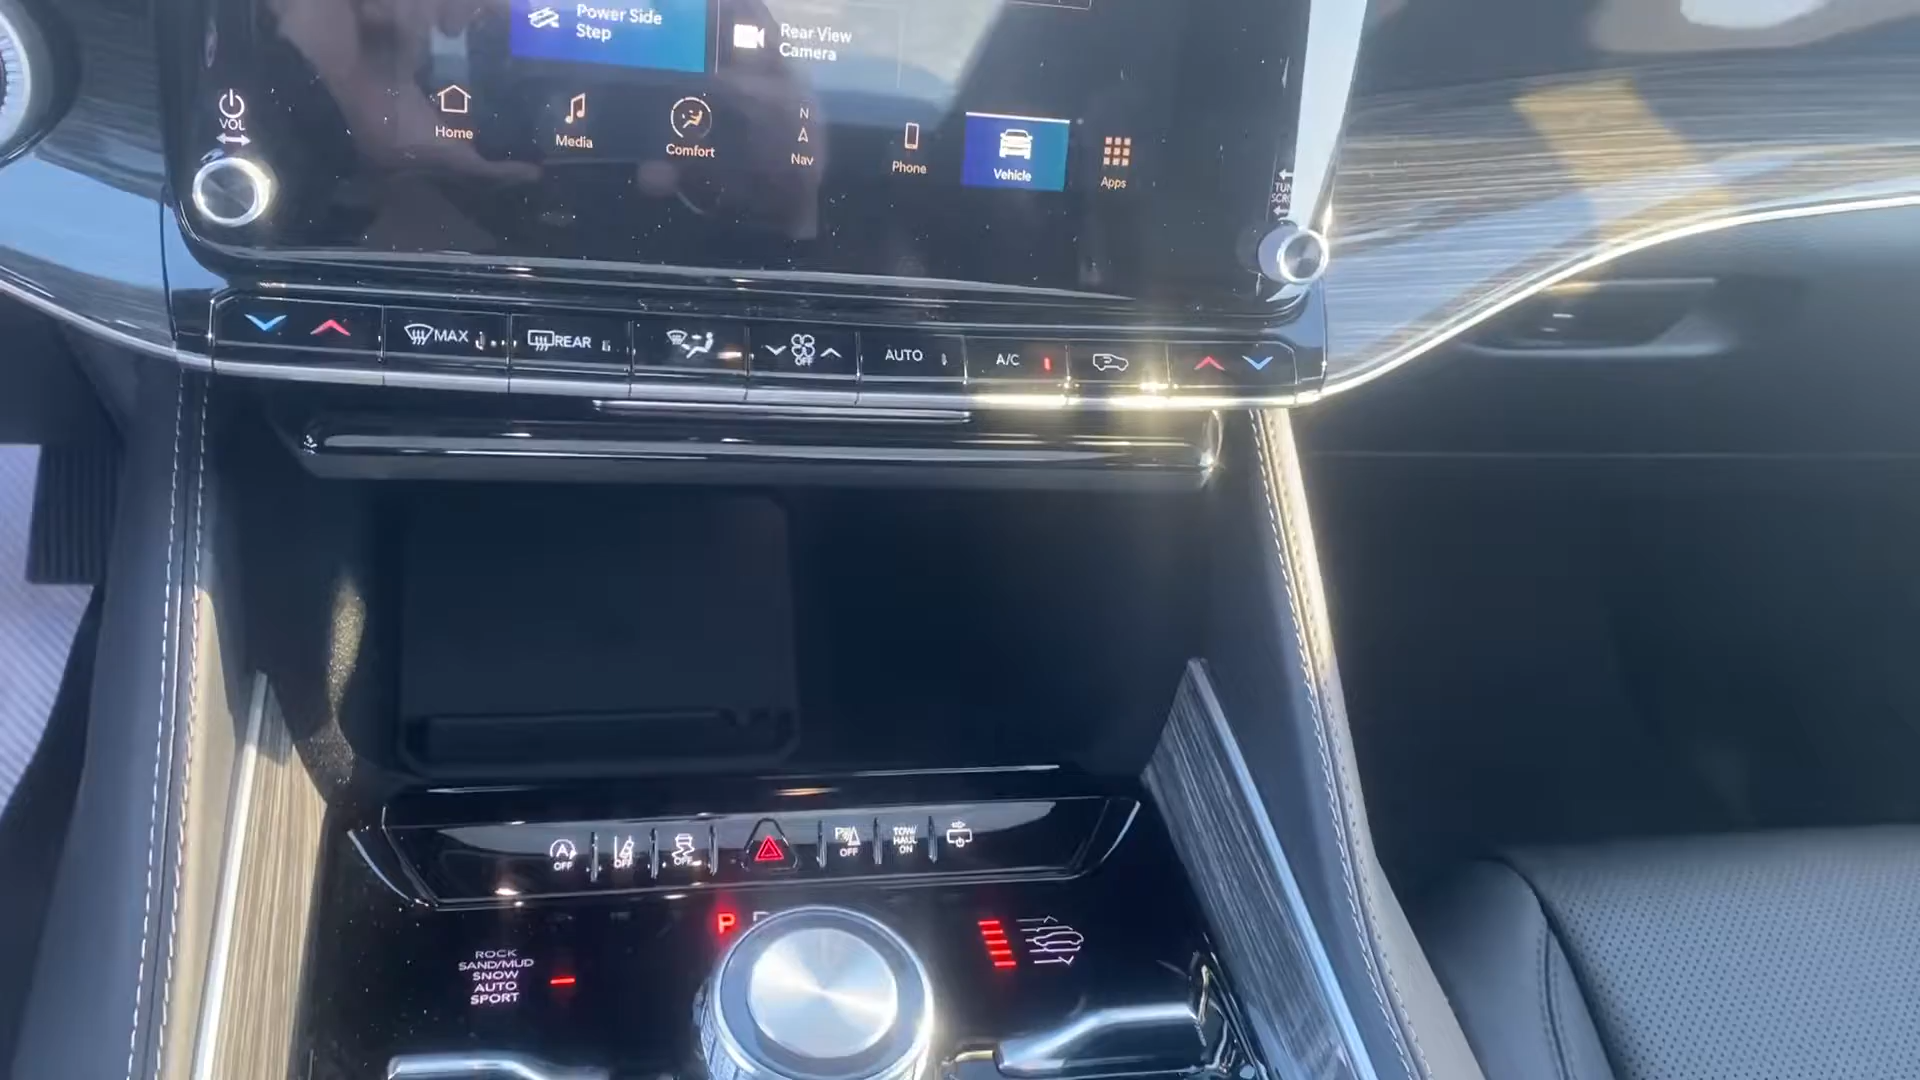 Power Side
Step
Rear View
Camera
VOL
Home
Media
Comfort
N
Nav
Phone
Vehicle
Apps
MAX
REAR
OFF
AUTO
A/C
OFF
OFF
OFF
P
OFF
TOW/
HAUL
ON
P
ROCK
SAND/MUD
SNOW
AUTO
SPORT